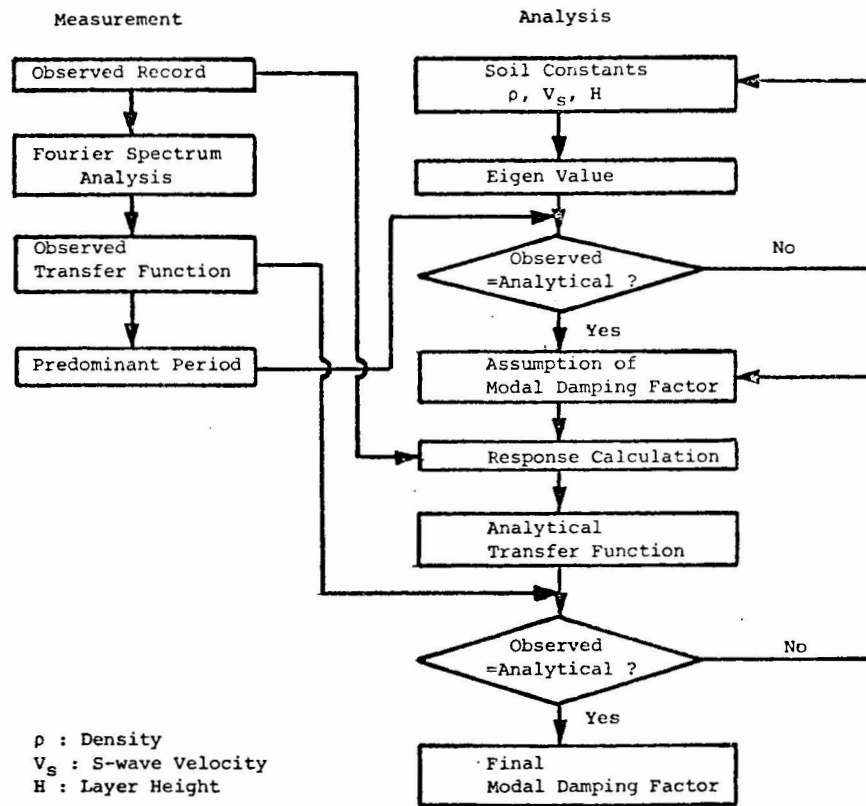 Measurement
Observed Record
Fourier Spectrum
Analysis
Observed
Transfer Function
Predominant Period
Analysis
Soil Constants
ρ, Vs, H
Eigen Value
Observed
=Analytical ?
No
Yes
Assumption of
Modal Damping Factor
Response Calculation
Analytical
Transfer Function
Observed
=Analytical ?
No
Yes
Final
Modal Damping Factor
ρ : Density
Vs : S-wave Velocity
H : Layer Height